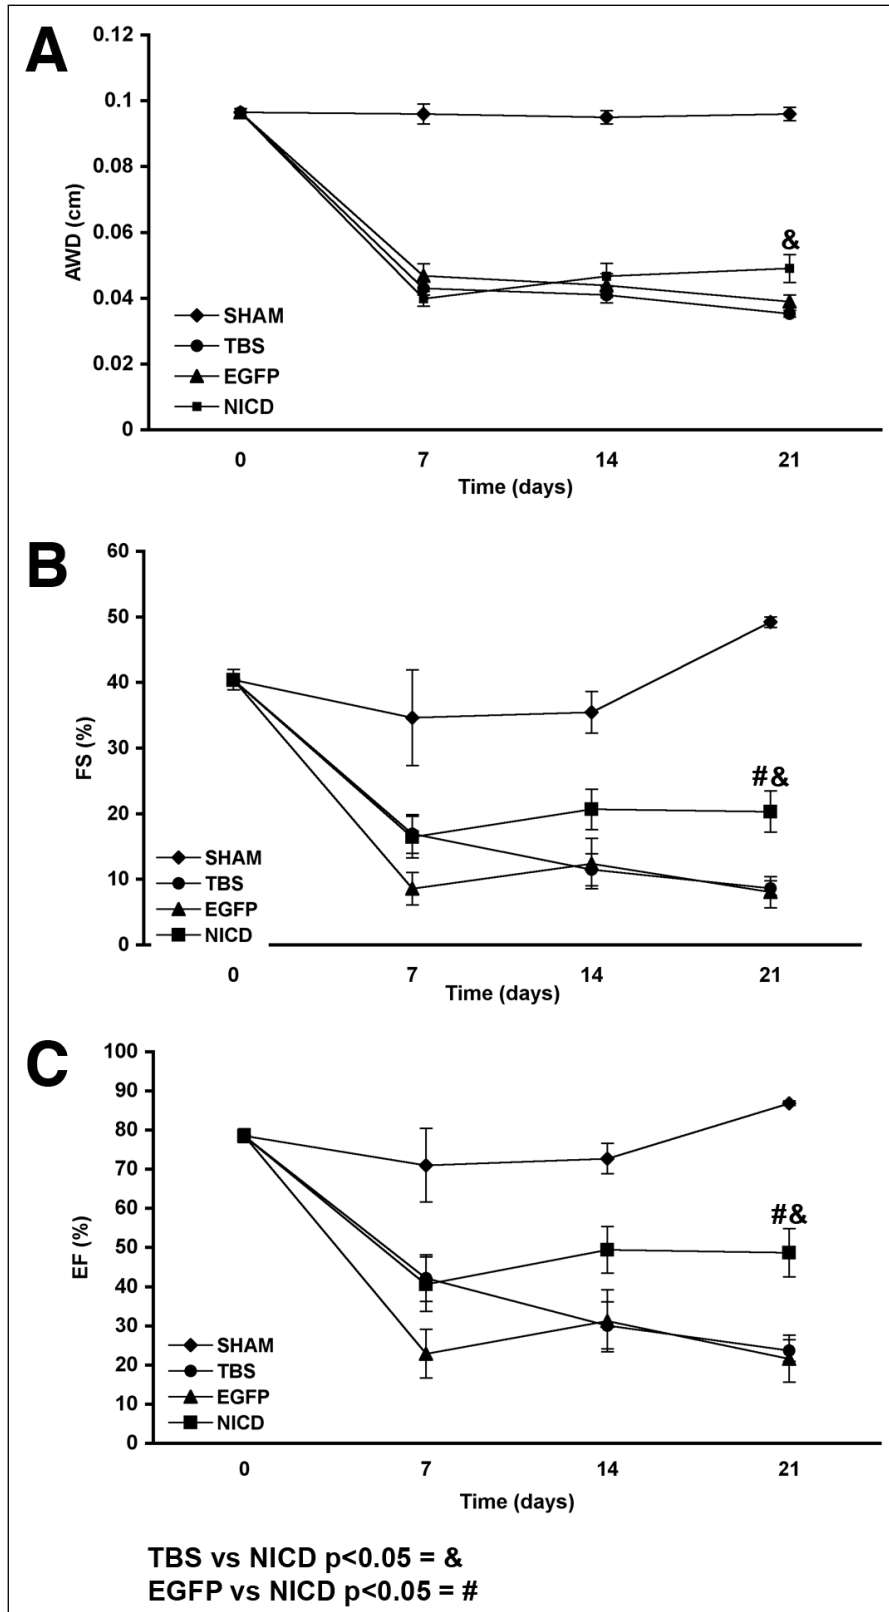 A
0.12
0.1
0.08
0.06
0.04
0.02
0
AWD (cm)
&
SHAM
TBS
EGFP
NICD
0 7 14 21
Time (days)
B
60
50
40
30
20
10
0
FS (%)
#&
SHAM
TBS
EGFP
NICD
0 7 14 21
Time (days)
C
100
90
80
70
60
50
40
30
20
10
0
EF (%)
#&
SHAM
TBS
EGFP
NICD
0 7 14 21
Time (days)
TBS vs NICD p<0.05 = &
EGFP vs NICD p<0.05 = #